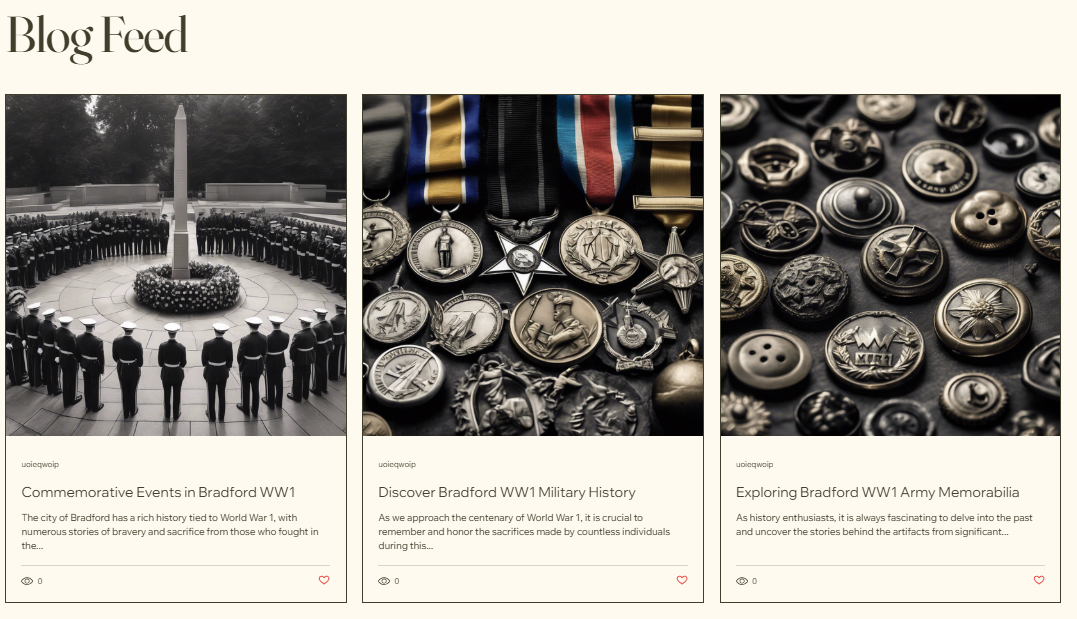 Blog Feed
uoieqwoip
Commemorative Events in Bradford WW1
The city of Bradford has a rich history tied to World War 1, with
numerous stories of bravery and sacrifice from those who fought in
the...
0
uoieqwoip
Discover Bradford WW1 Military History
As we approach the centenary of World War 1, it is crucial to
remember and honor the sacrifices made by countless individuals
during this...
0
uoieqwoip
Exploring Bradford WW1 Army Memorabilia
As history enthusiasts, it is always fascinating to delve into the past
and uncover the stories behind the artifacts from significant...
0